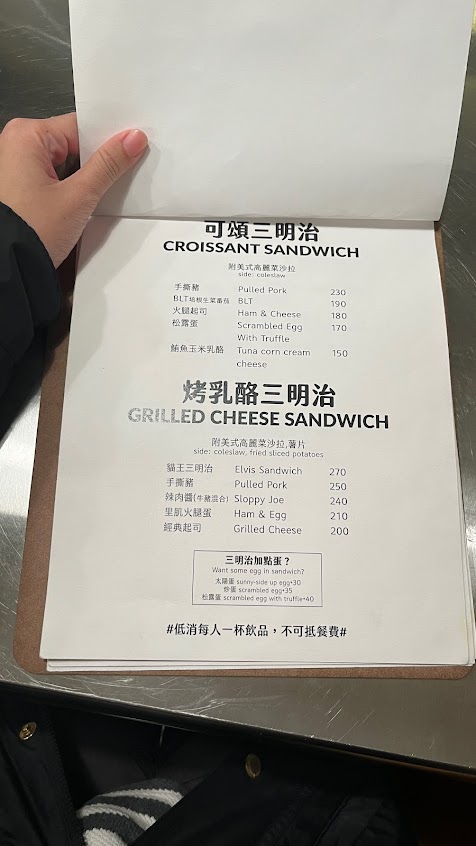 可頌三明治
CROISSANT SANDWICH
附美式高麗菜沙拉
side: coleslaw
手撕豬 Pulled Pork 230
BLT培根生菜番茄 BLT 190
火腿起司 Ham & Cheese 180
松露蛋 Scrambled Egg 170
With Truffle
鮪魚玉米乳酪 Tuna corn cream 150
cheese
烤乳酪三明治
GRILLED CHEESE SANDWICH
附美式高麗菜沙拉,薯片
side: coleslaw, fried sliced potatoes
貓王三明治 Elvis Sandwich 270
手撕豬 Pulled Pork 250
辣肉醬(牛豬混合) Sloppy Joe 240
里肌火腿蛋 Ham & Egg 210
經典起司 Grilled Cheese 200
三明治加點蛋？
Want some egg in sandwich?
太陽蛋 sunny-side up egg+30
炒蛋 scrambled egg+35
松露蛋 scrambled egg with truffle+40
#低消每人一杯飲品，不可抵餐費#